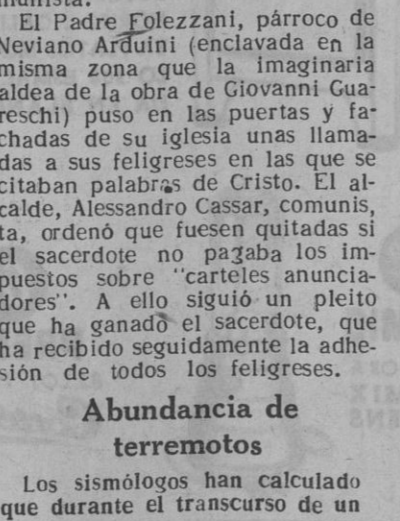 munista.
El Padre Folezzani, párroco de
Neviano Arduini (enclavada en la
misma zona que la imaginaria
aldea de la obra de Giovanni Gua-
reschi) puso en las puertas y fa-
chadas de su iglesia unas llama-
das a sus feligreses en las que se
citaban palabras de Cristo. El al-
calde, Alessandro Cassar, comunis,
ta, ordenó que fuesen quitadas si
el sacerdote no pagaba los im-
puestos sobre "carteles anuncia-
dores". A ello siguió un pleito
que ha ganado el sacerdote, que
ha recibido seguidamente la adhe-
sión de todos los feligreses.
Abundancia de
terremotos
Los sismólogos han calculado
que durante el transcurso de un